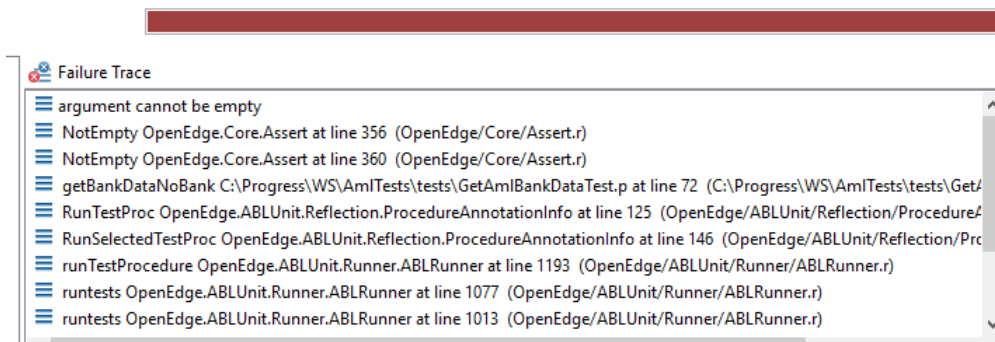 Failure Trace
argument cannot be empty
NotEmpty OpenEdge.Core.Assert at line 356 (OpenEdge/Core/Assert.r)
NotEmpty OpenEdge.Core.Assert at line 360 (OpenEdge/Core/Assert.r)
getBankDataNoBank C:\Progress\WS\AmlTests\tests\GetAmlBankDataTest.p at line 72 (C:\Progress\WS\AmlTests\tests\GetA
RunTestProc OpenEdge.ABLUnit.Reflection.ProcedureAnnotationInfo at line 125 (OpenEdge/ABLUnit/Reflection/ProcedureA
RunSelectedTestProc OpenEdge.ABLUnit.Reflection.ProcedureAnnotationInfo at line 146 (OpenEdge/ABLUnit/Reflection/Prc
runTestProcedure OpenEdge.ABLUnit.Runner.ABLRunner at line 1193 (OpenEdge/ABLUnit/Runner/ABLRunner.r)
runtests OpenEdge.ABLUnit.Runner.ABLRunner at line 1077 (OpenEdge/ABLUnit/Runner/ABLRunner.r)
runtests OpenEdge.ABLUnit.Runner.ABLRunner at line 1013 (OpenEdge/ABLUnit/Runner/ABLRunner.r)